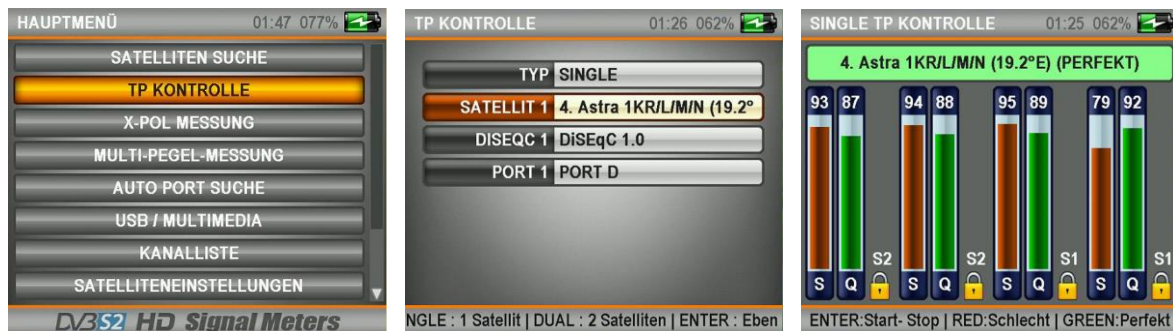 HAUPTMENÜ 01:47 077%
SATELLITEN SUCHE
TP KONTROLLE
X-POL MESSUNG
MULTI-PEGEL-MESSUNG
AUTO PORT SUCHE
USB / MULTIMEDIA
KANALLISTE
SATELLITENEINSTELLUNGEN
DVB S2 HD Signal Meters
TP KONTROLLE 01:26 062%
TYP SINGLE
SATELLIT 1 4. Astra 1KR/L/M/N (19.2º
DISEQC 1 DiSEqC 1.0
PORT 1 PORT D
NGLE : 1 Satellit | DUAL : 2 Satelliten | ENTER : Eben
SINGLE TP KONTROLLE 01:25 062%
4. Astra 1KR/L/M/N (19.2ºE) (PERFEKT)
93 87 94 88 95 89 79 92
S2 S2 S1 S1
S Q S Q S Q S Q
ENTER:Start- Stop | RED:Schlecht | GREEN:Perfekt